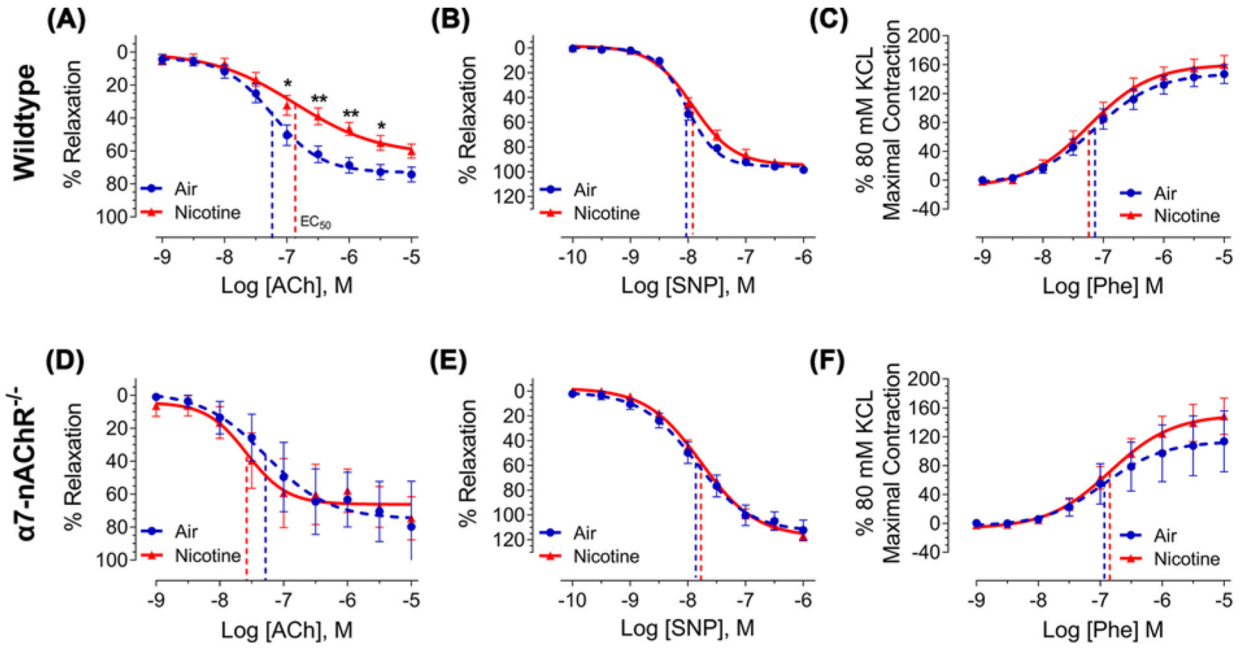 (A)
Wildtype
% Relaxation
0
20
40
60
80
100
* ** ** *
Air
Nicotine
EC50
-9 -8 -7 -6 -5
Log [ACh], M
(B)
% Relaxation
0
20
40
60
80
100
120
Air
Nicotine
-10 -9 -8 -7 -6
Log [SNP], M
(C)
% 80 mM KCL
Maximal Contraction
200
160
120
80
40
0
-40
Air
Nicotine
-9 -8 -7 -6 -5
Log [Phe] M
(D)
α7-nAChR-/-
% Relaxation
0
20
40
60
80
100
Air
Nicotine
-9 -8 -7 -6 -5
Log [ACh], M
(E)
% Relaxation
0
20
40
60
80
100
120
Air
Nicotine
-10 -9 -8 -7 -6
Log [SNP], M
(F)
% 80 mM KCL
Maximal Contraction
200
160
120
80
40
0
-40
Air
Nicotine
-9 -8 -7 -6 -5
Log [Phe] M